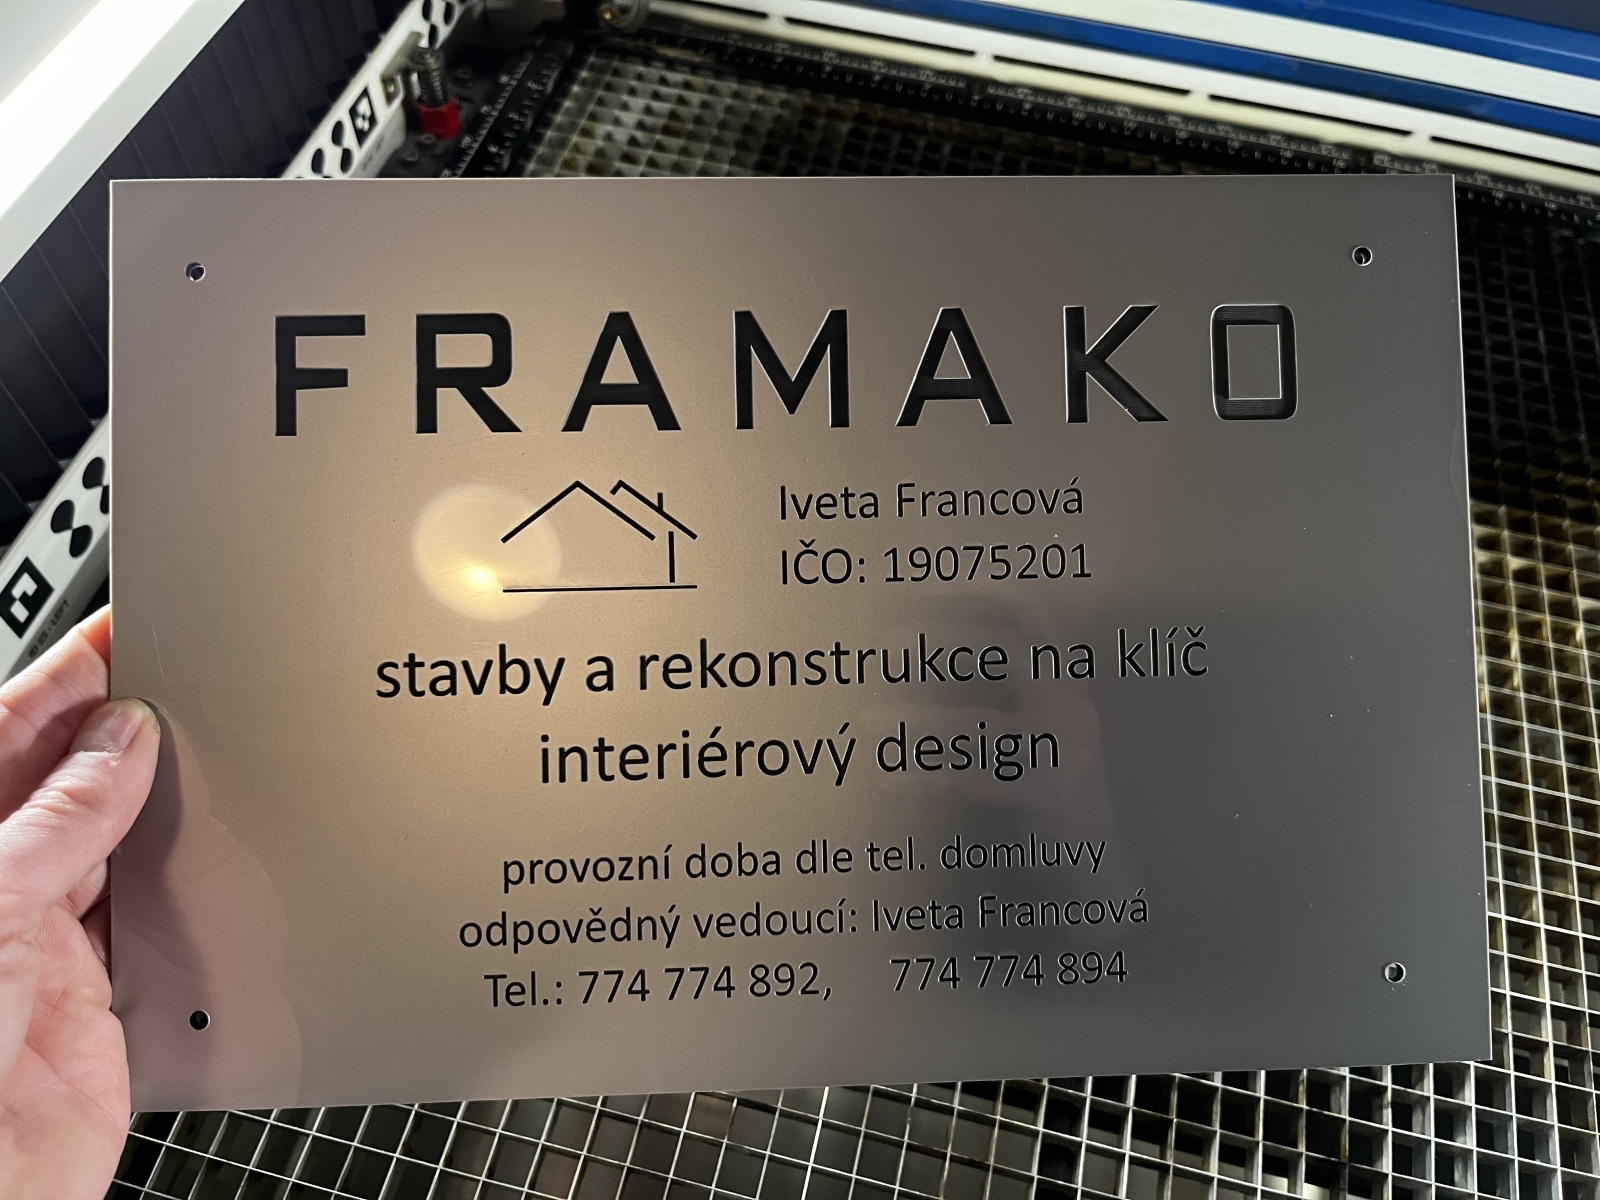 FRAMAKO
Iveta Francová
IČO: 19075201
stavby a rekonstrukce na klíč
interiérový design
provozní doba dle tel. domluvy
odpovědný vedoucí: Iveta Francová
Tel.: 774 774 892, 774 774 894